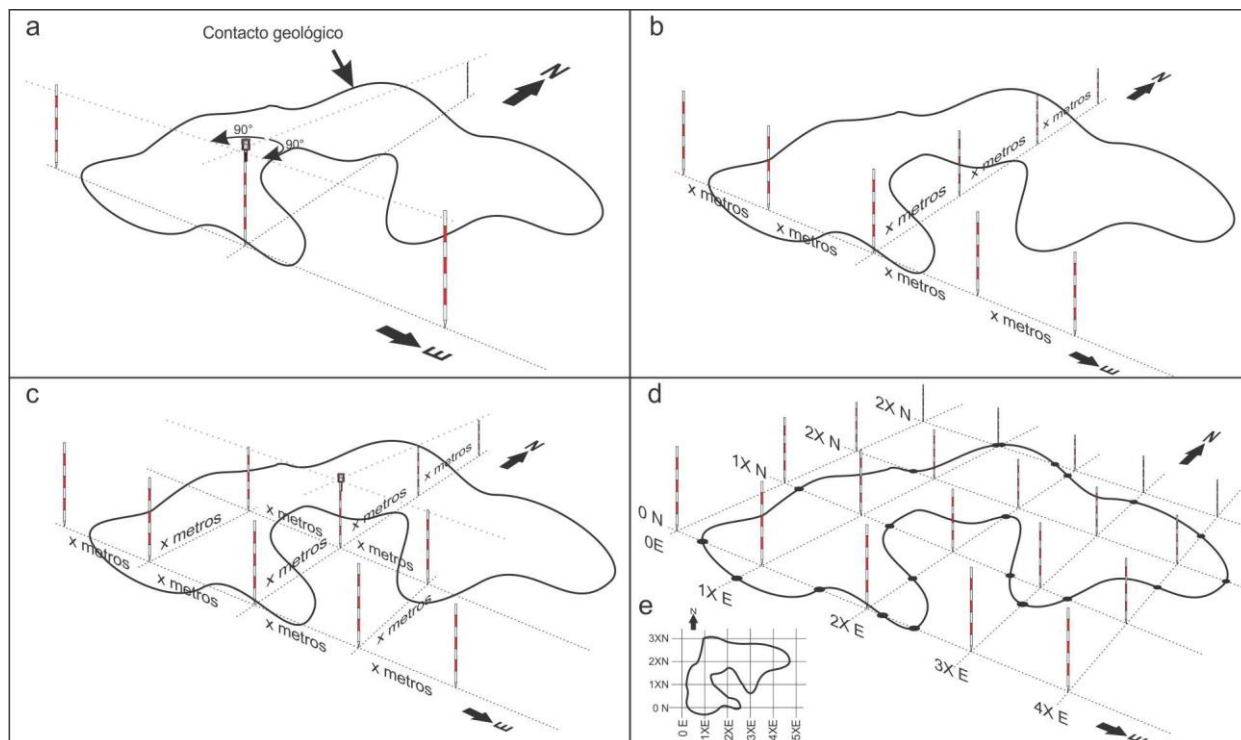 a
Contacto geológico
N
90°
90°
E
b
N
x metros
x metros
x metros
x metros
x metros
x metros
x metros
E
c
N
x metros
x metros
x metros
x metros
x metros
x metros
x metros
x metros
x metros
x metros
x metros
E
d
2X N
2X N
1X N
0 N
0E
N
1X E
2X E
3X E
4X E
E
e
N
3XN
2XN
1XN
0 N
0 E
1XE
2XE
3XE
4XE
5XE